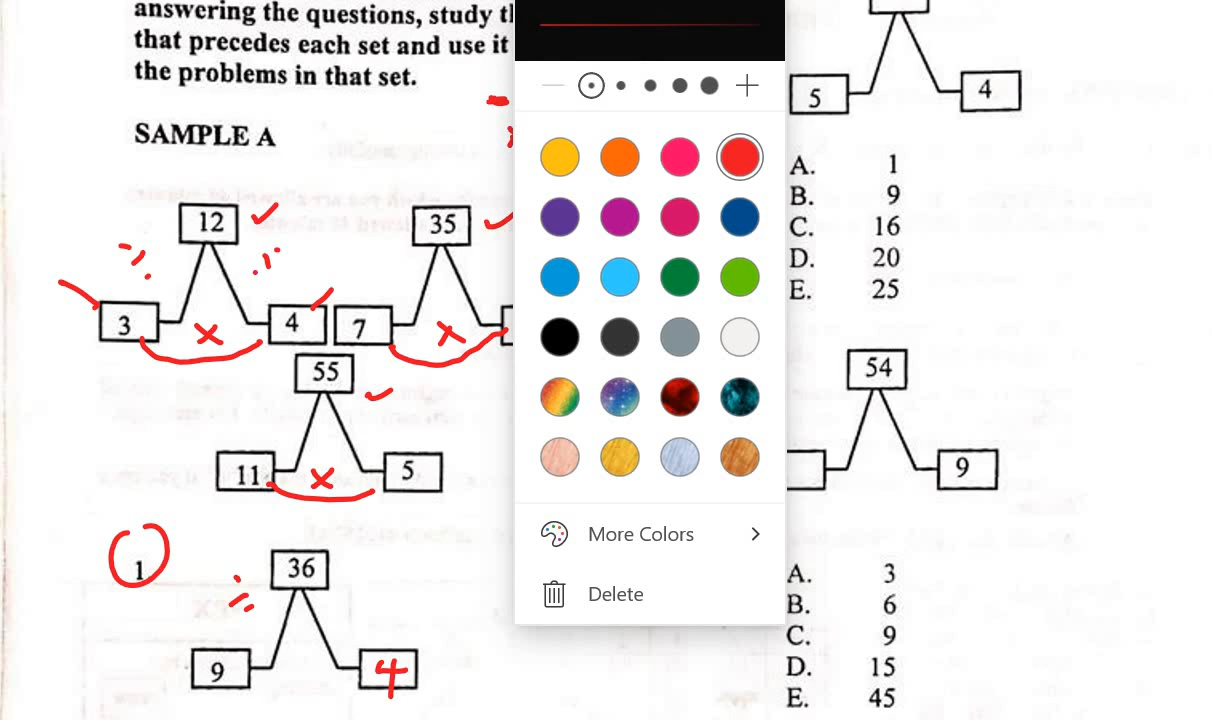 answering the questions, study t
that precedes each set and use it
the problems in that set.
SAMPLE A
12
3 4
×
35
7
×
55
11 5
×
1
36
9 4
5 4
A. 1
B. 9
C. 16
D. 20
E. 25
54
9
A. 3
B. 6
C. 9
D. 15
E. 45
More Colors
Delete